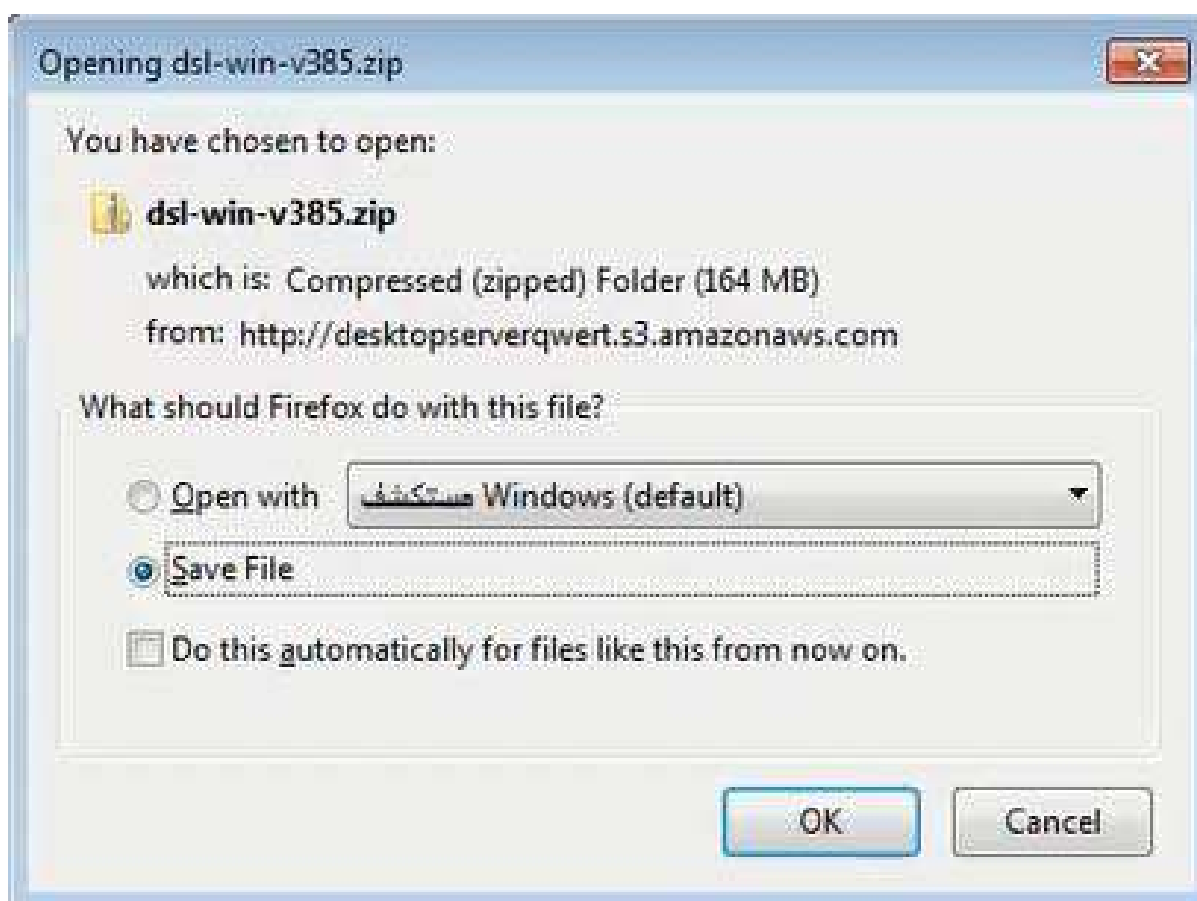 Opening dsl-win-v385.zip
You have chosen to open:
dsl-win-v385.zip
which is: Compressed (zipped) Folder (164 MB)
from: http://desktopserverqwert.s3.amazonaws.com
What should Firefox do with this file?
Open with مستكشف Windows (default)
Save File
Do this automatically for files like this from now on.
OK Cancel